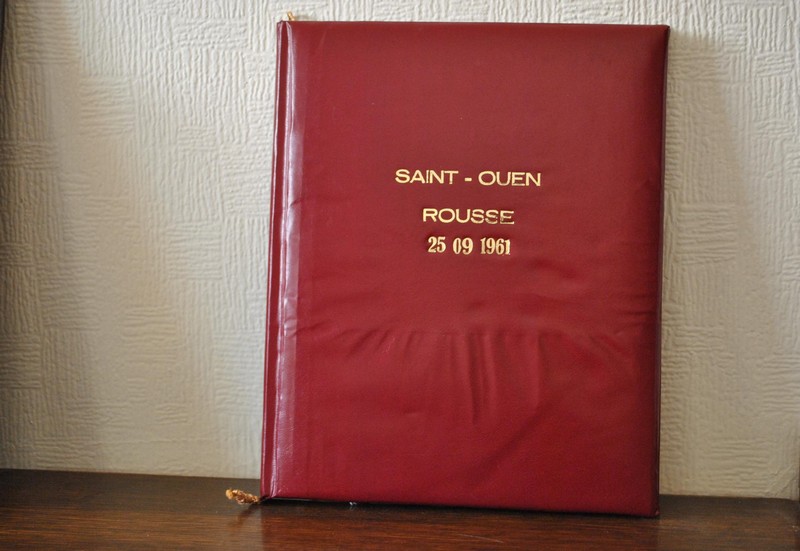 SAINT - OUEN
ROUSSE
25 09 1961